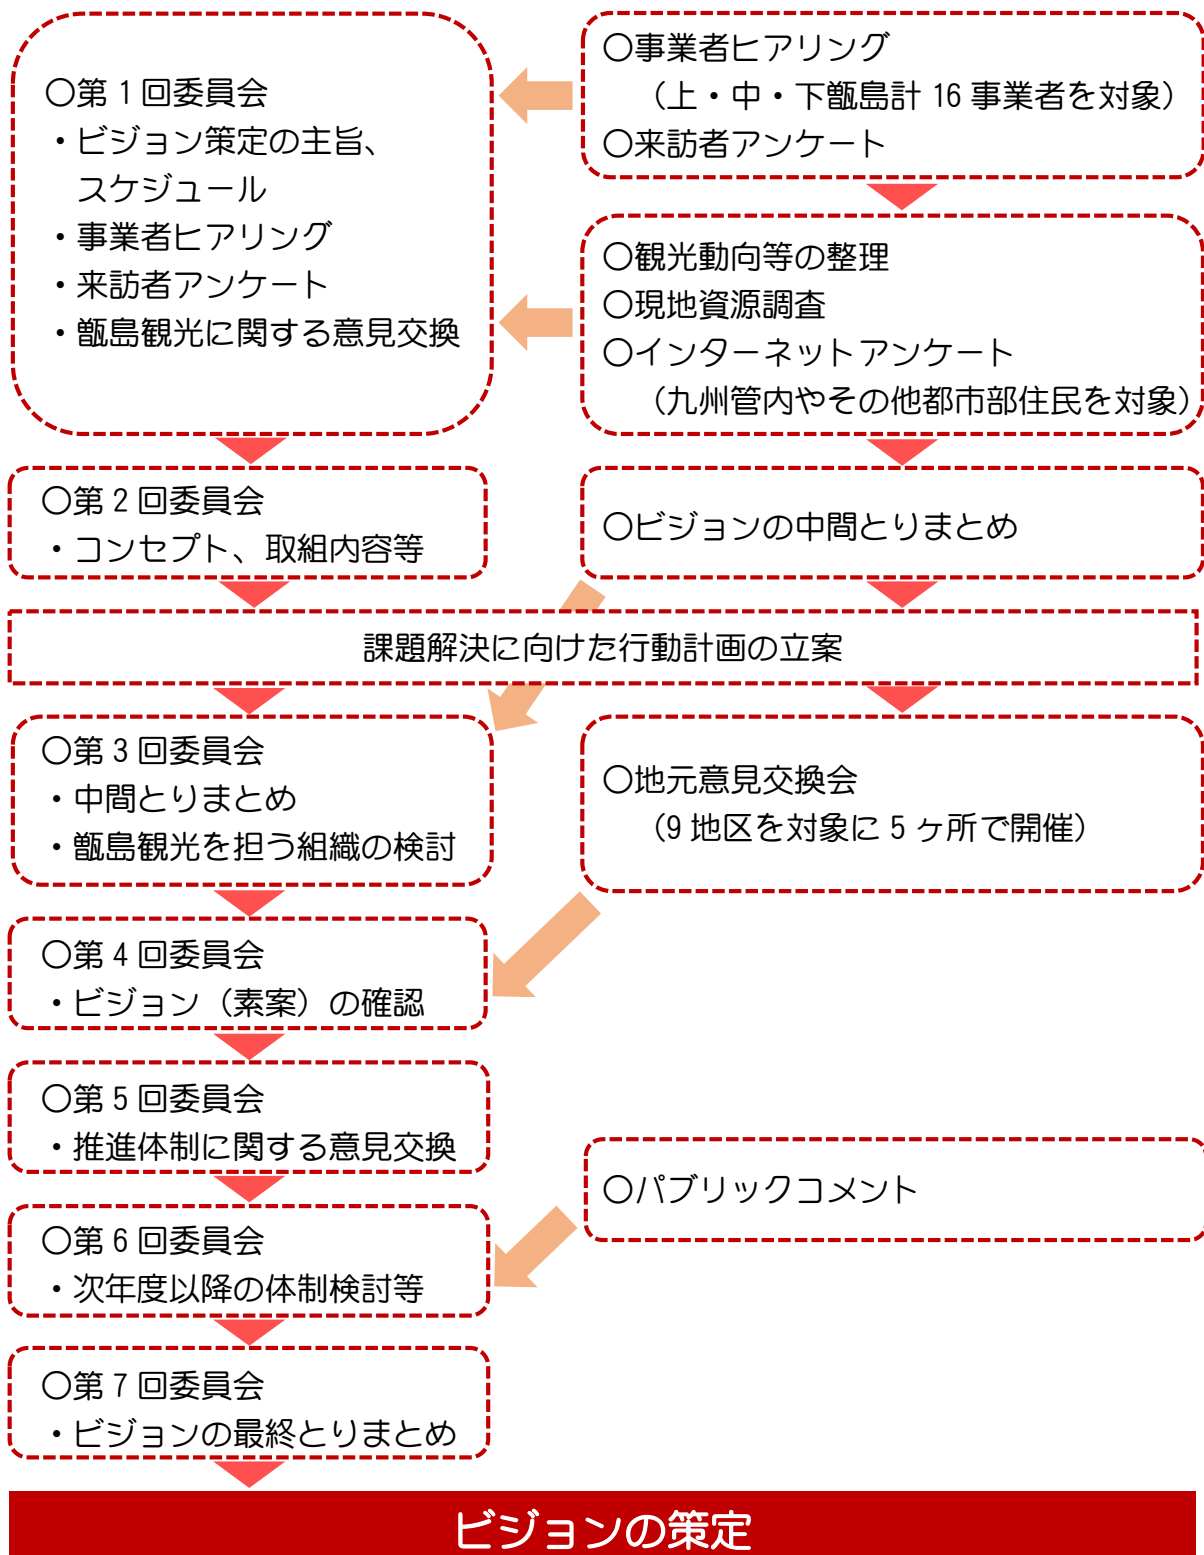 〇第１回委員会
・ビジョン策定の主旨、
スケジュール
・事業者ヒアリング
・来訪者アンケート
・甑島観光に関する意見交換
〇事業者ヒアリング
（上・中・下甑島計 16 事業者を対象）
〇来訪者アンケート
〇観光動向等の整理
〇現地資源調査
〇インターネットアンケート
（九州管内やその他都市部住民を対象）
〇第２回委員会
・コンセプト、取組内容等
〇ビジョンの中間とりまとめ
課題解決に向けた行動計画の立案
〇第３回委員会
・中間とりまとめ
・甑島観光を担う組織の検討
〇地元意見交換会
（9 地区を対象に 5 ヶ所で開催）
〇第４回委員会
・ビジョン（素案）の確認
〇第５回委員会
・推進体制に関する意見交換
〇パブリックコメント
〇第６回委員会
・次年度以降の体制検討等
〇第７回委員会
・ビジョンの最終とりまとめ
ビジョンの策定